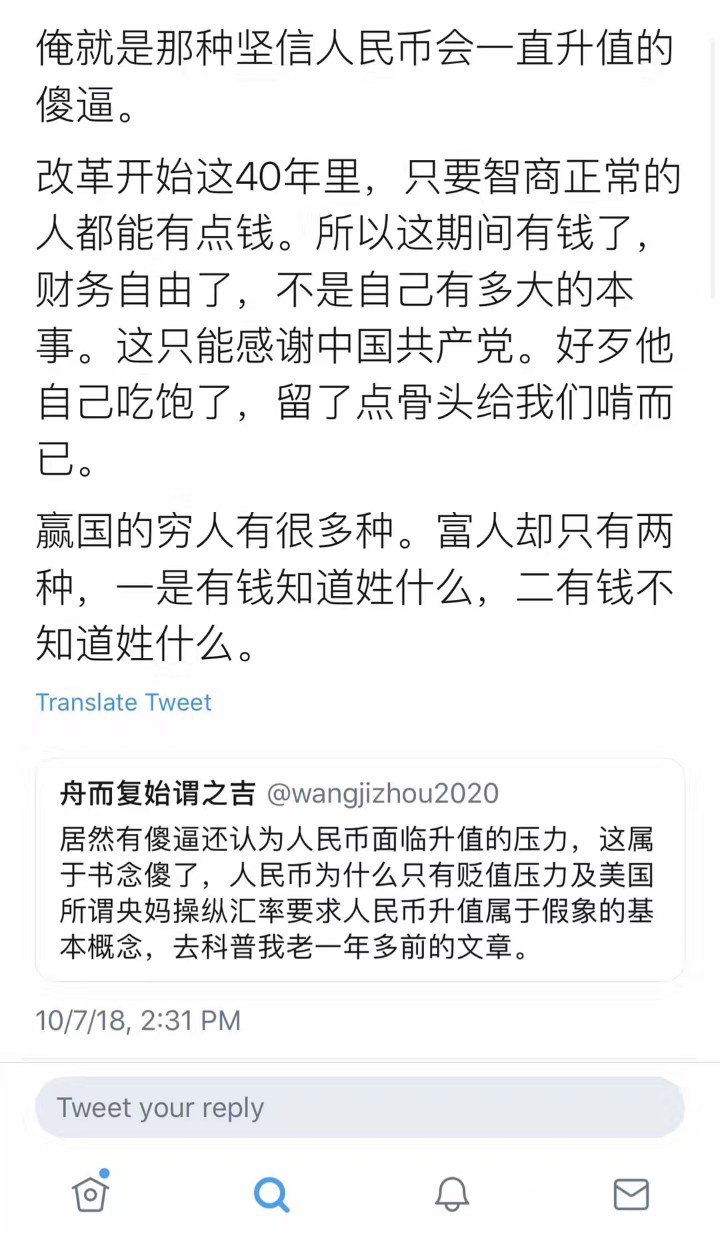 俺就是那种坚信人民币会一直升值的
傻逼。
改革开始这40年里，只要智商正常的
人都能有点钱。所以这期间有钱了，
财务自由了，不是自己有多大的本
事。这只能感谢中国共产党。好歹他
自己吃饱了，留了点骨头给我们啃而
已。
赢国的穷人有很多种。富人却只有两
种，一是有钱知道姓什么，二有钱不
知道姓什么。
Translate Tweet
舟而复始谓之吉 @wangjizhou2020
居然有傻逼还认为人民币面临升值的压力，这属
于书念傻了，人民币为什么只有贬值压力及美国
所谓央妈操纵汇率要求人民币升值属于假象的基
本概念，去科普我老一年多前的文章。
10/7/18, 2:31 PM
Tweet your reply